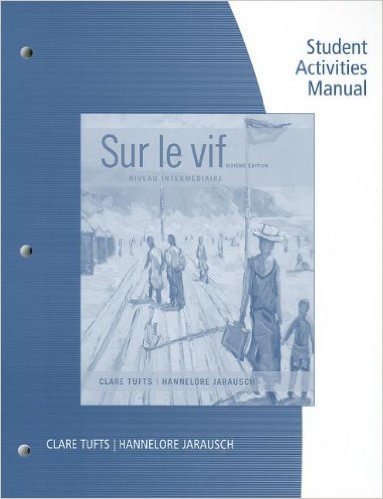 Student
Activities
Manual
Sur le vif
SIXIÈME ÉDITION
NIVEAU INTERMÉDIAIRE
CLARE TUFTS | HANNELORE JARAUSCH
CLARE TUFTS | HANNELORE JARAUSCH